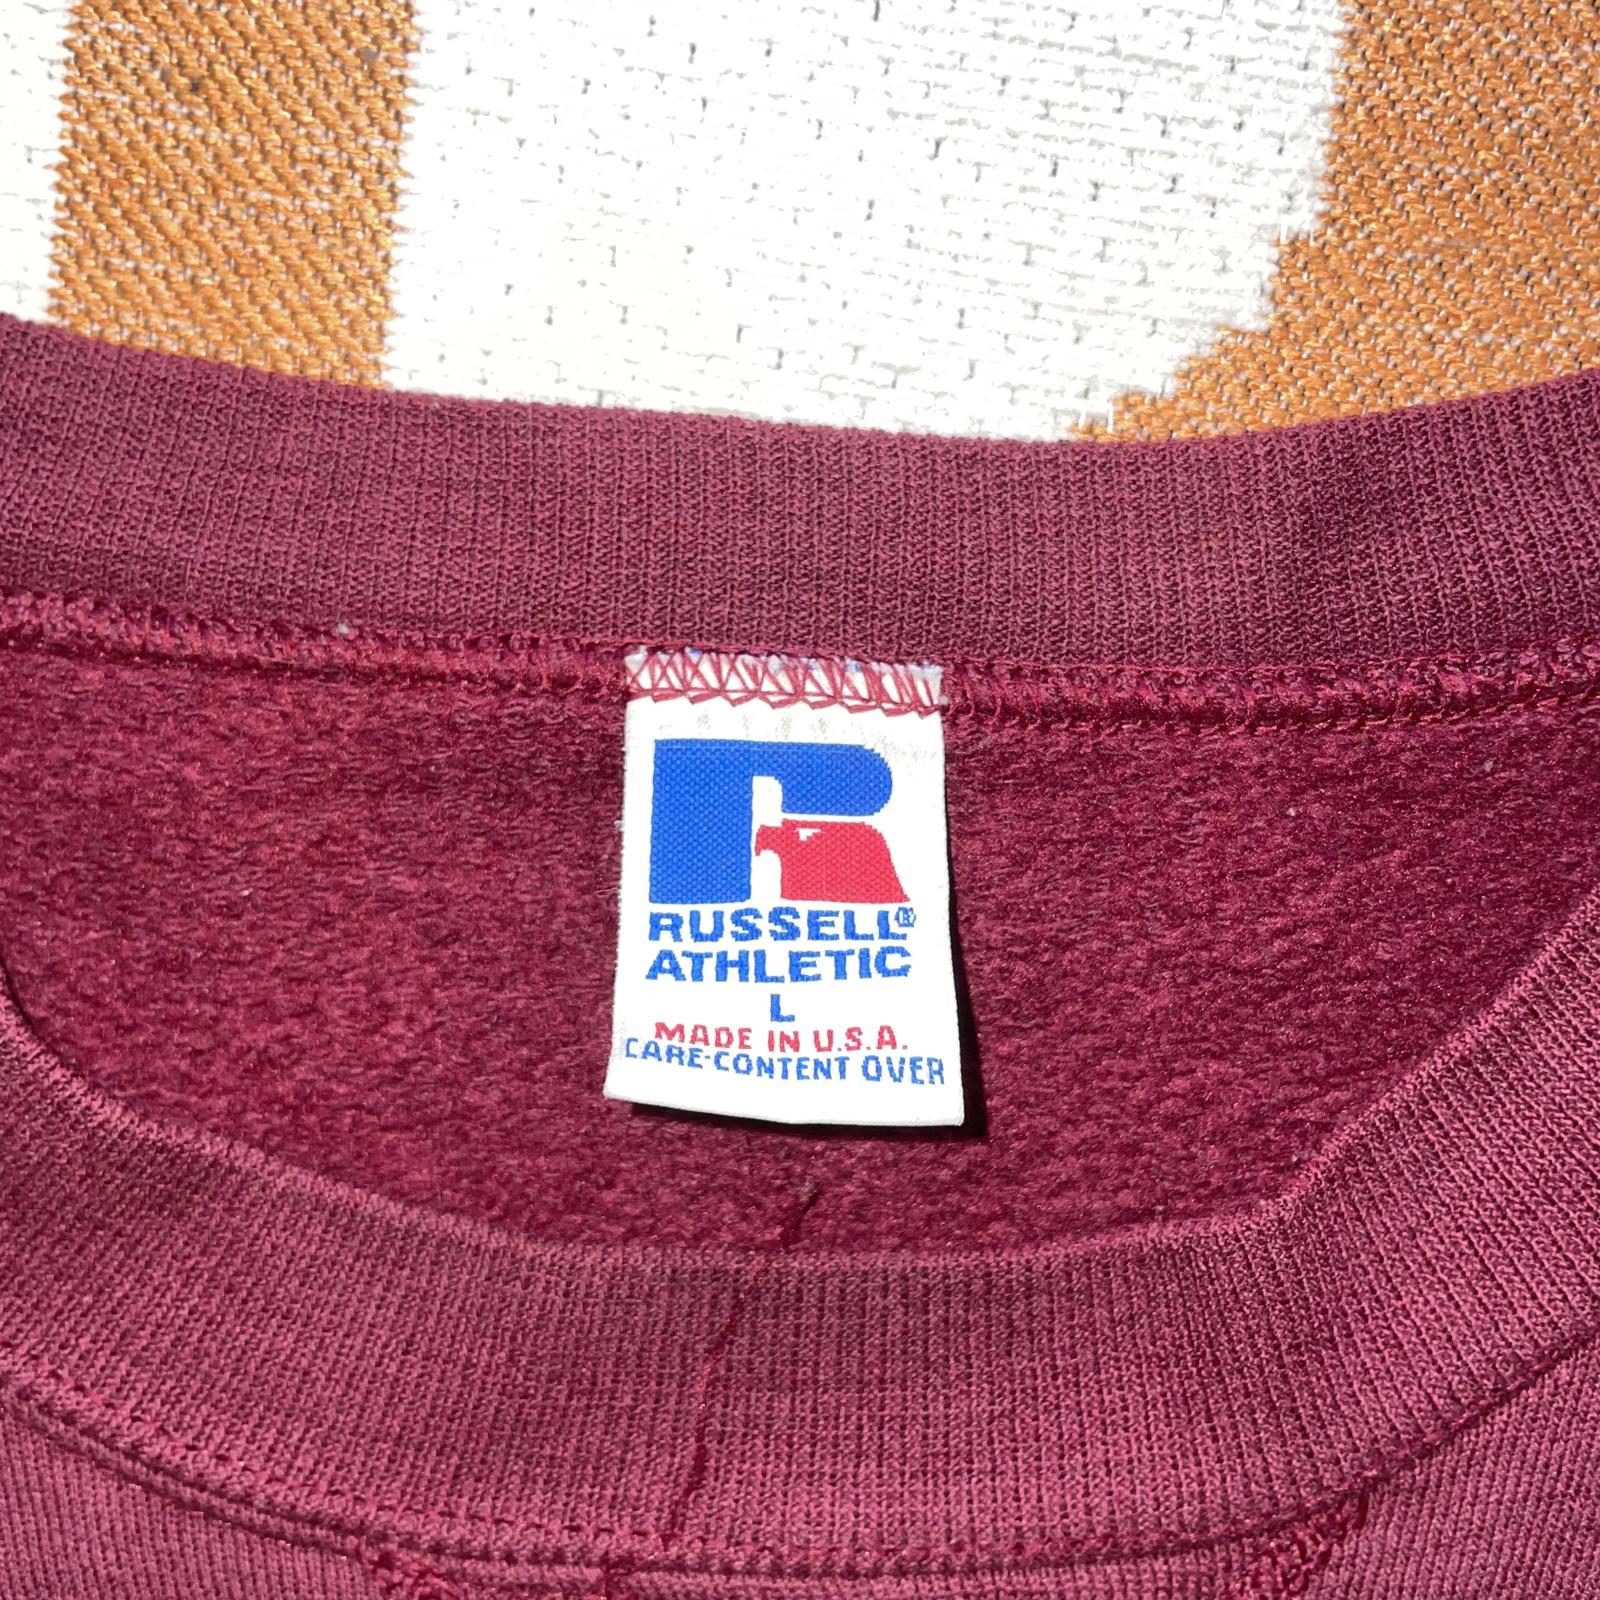 RUSSELL®
ATHLETIC
L
MADE IN U.S.A.
CARE-CONTENT OVER